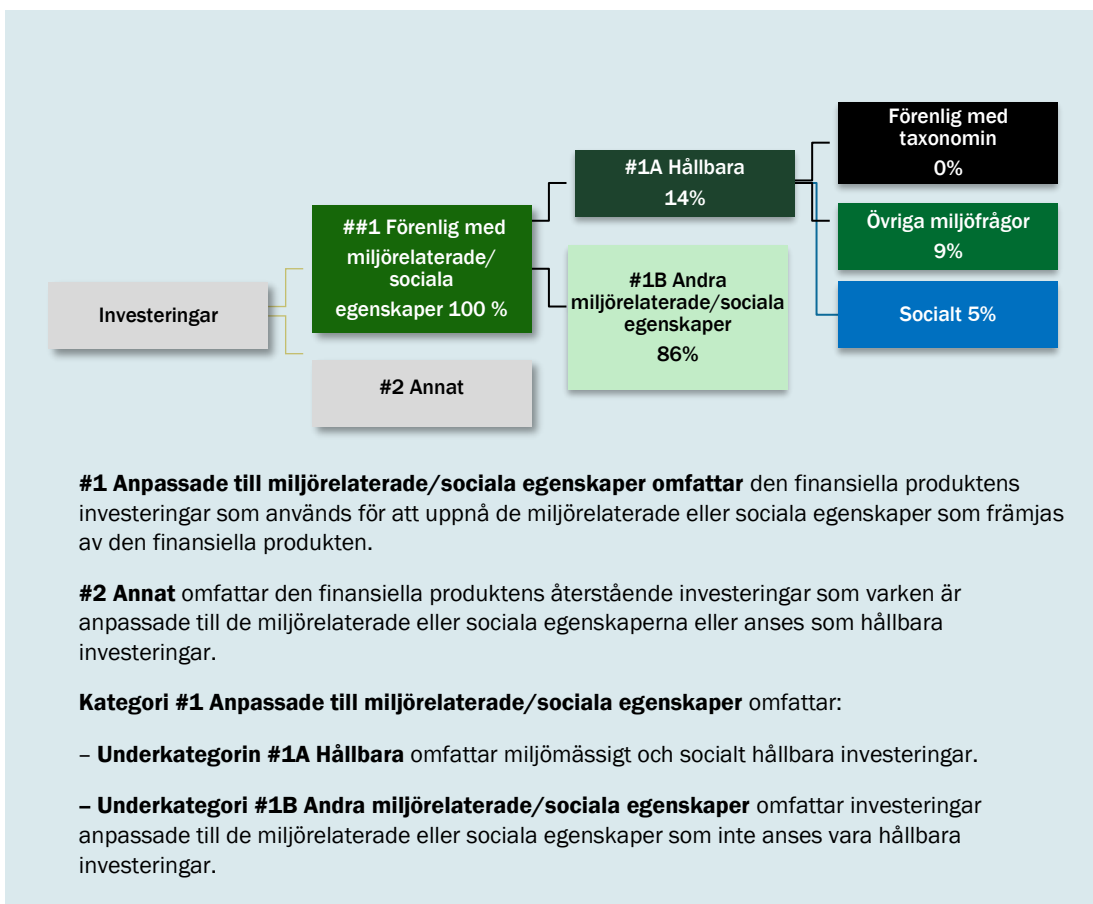 Investeringar
##1 Förenlig med
miljörelaterade/
sociala
egenskaper 100 %
#2 Annat
#1A Hållbara
14%
#1B Andra
miljörelaterade/sociala
egenskaper
86%
Förenlig med
taxonomin
0%
Övriga miljöfrågor
9%
Socialt 5%
#1 Anpassade till miljörelaterade/sociala egenskaper omfattar den finansiella produktens
investeringar som används för att uppnå de miljörelaterade eller sociala egenskaper som främjas
av den finansiella produkten.
#2 Annat omfattar den finansiella produktens återstående investeringar som varken är
anpassade till de miljörelaterade eller sociala egenskaperna eller anses som hållbara
investeringar.
Kategori #1 Anpassade till miljörelaterade/sociala egenskaper omfattar:
– Underkategorin #1A Hållbara omfattar miljömässigt och socialt hållbara investeringar.
– Underkategori #1B Andra miljörelaterade/sociala egenskaper omfattar investeringar
anpassade till de miljörelaterade eller sociala egenskaper som inte anses vara hållbara
investeringar.